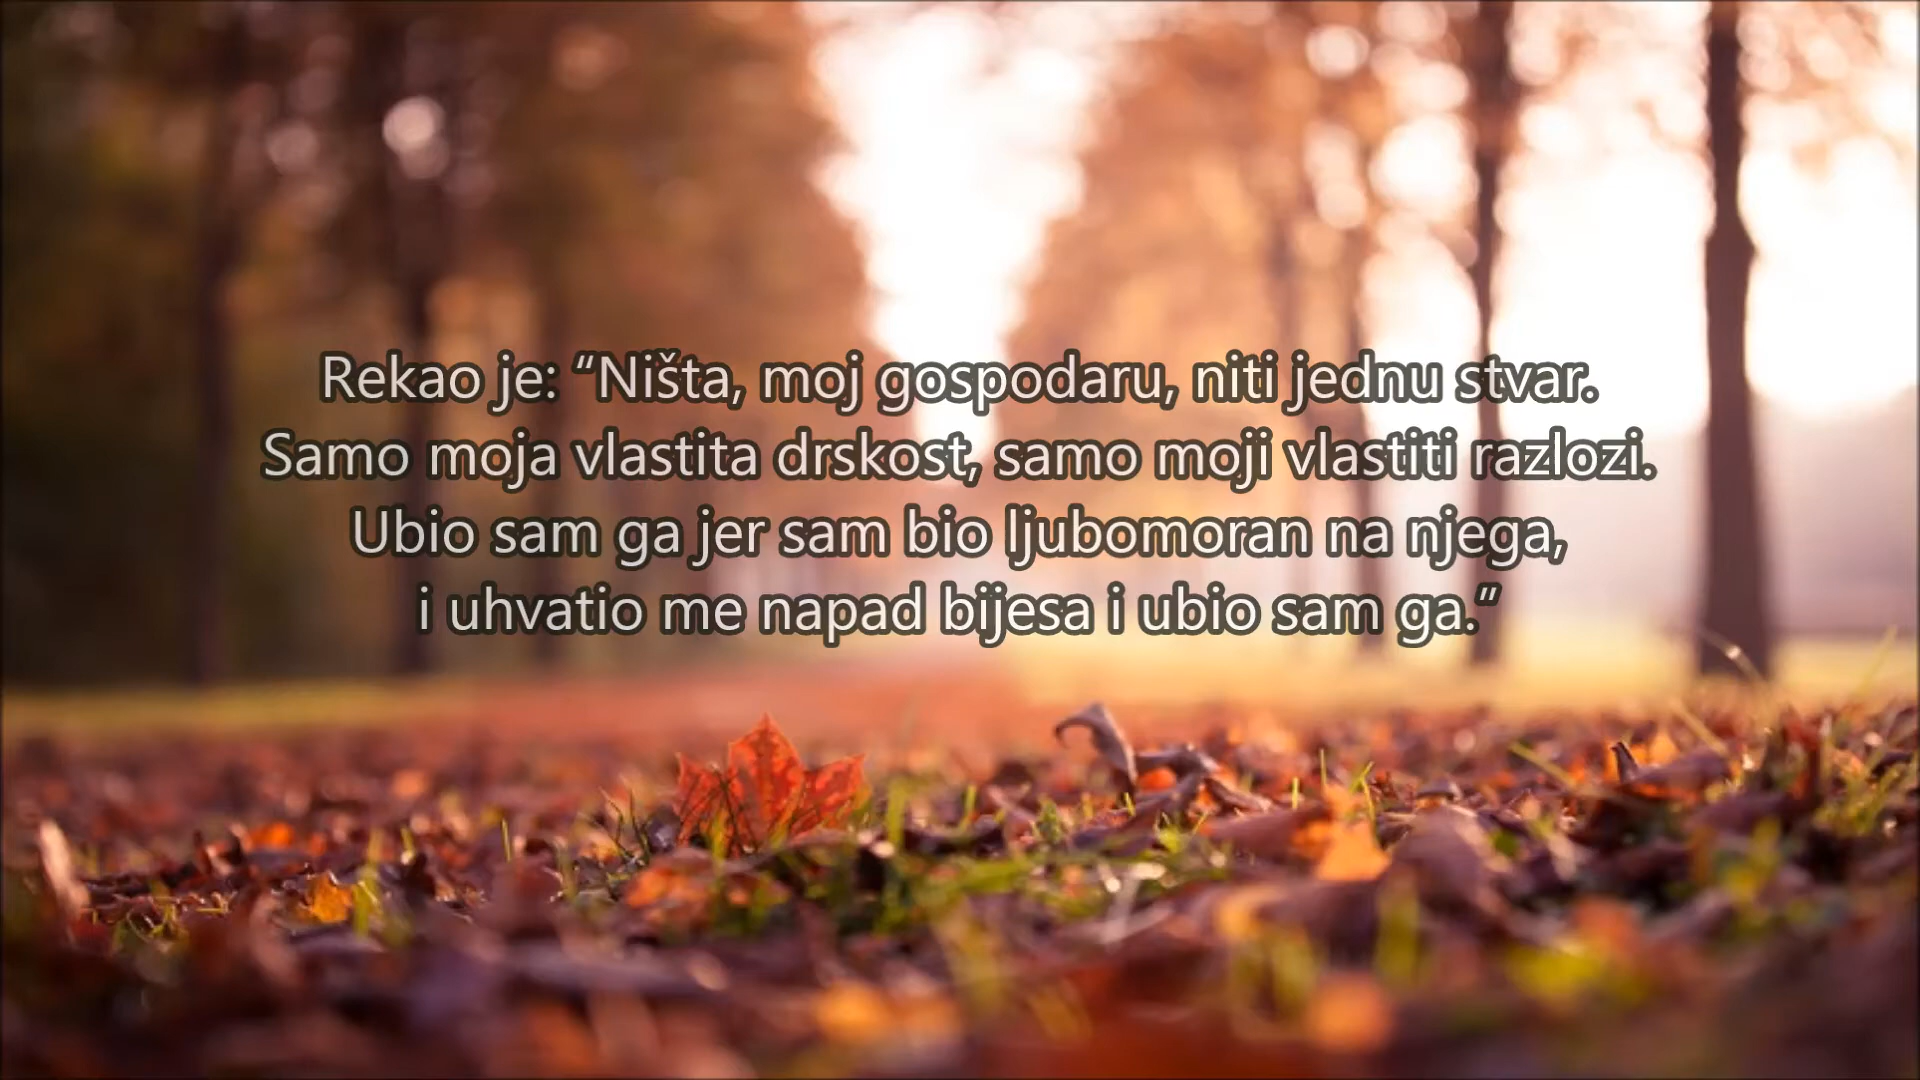 Rekao je: “Ništa, moj gospodaru, niti jednu stvar.
Samo moja vlastita drskost, samo moji vlastiti razlozi.
Ubio sam ga jer sam bio ljubomoran na njega,
i uhvatio me napad bijesa i ubio sam ga.”